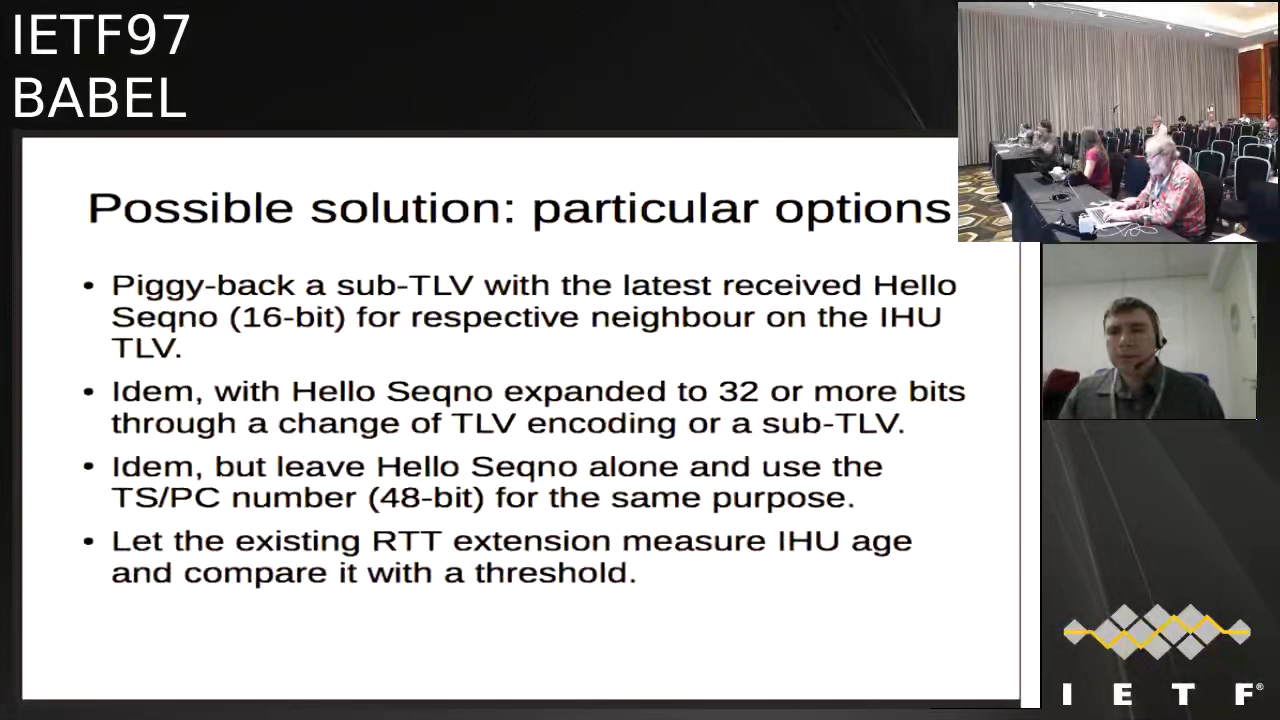 IETF97
BABEL
Possible solution: particular options
• Piggy-back a sub-TLV with the latest received Hello
Seqno (16-bit) for respective neighbour on the IHU
TLV.
• Idem, with Hello Seqno expanded to 32 or more bits
through a change of TLV encoding or a sub-TLV.
• Idem, but leave Hello Seqno alone and use the
TS/PC number (48-bit) for the same purpose.
• Let the existing RTT extension measure IHU age
and compare it with a threshold.
I E T F®